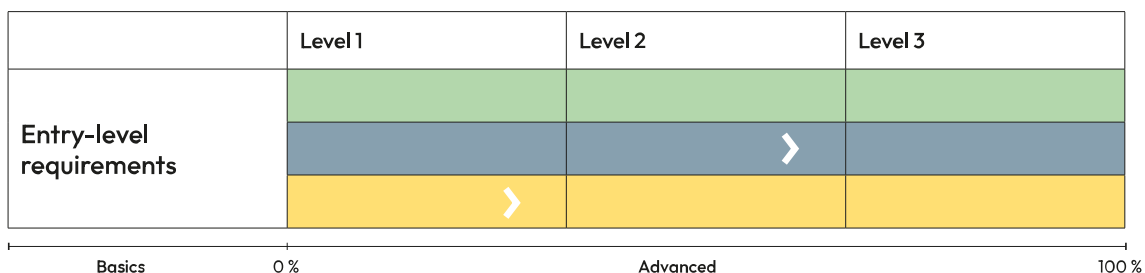 Level 1
Level 2
Level 3
Entry-level
requirements
Basics
0 %
Advanced
100 %